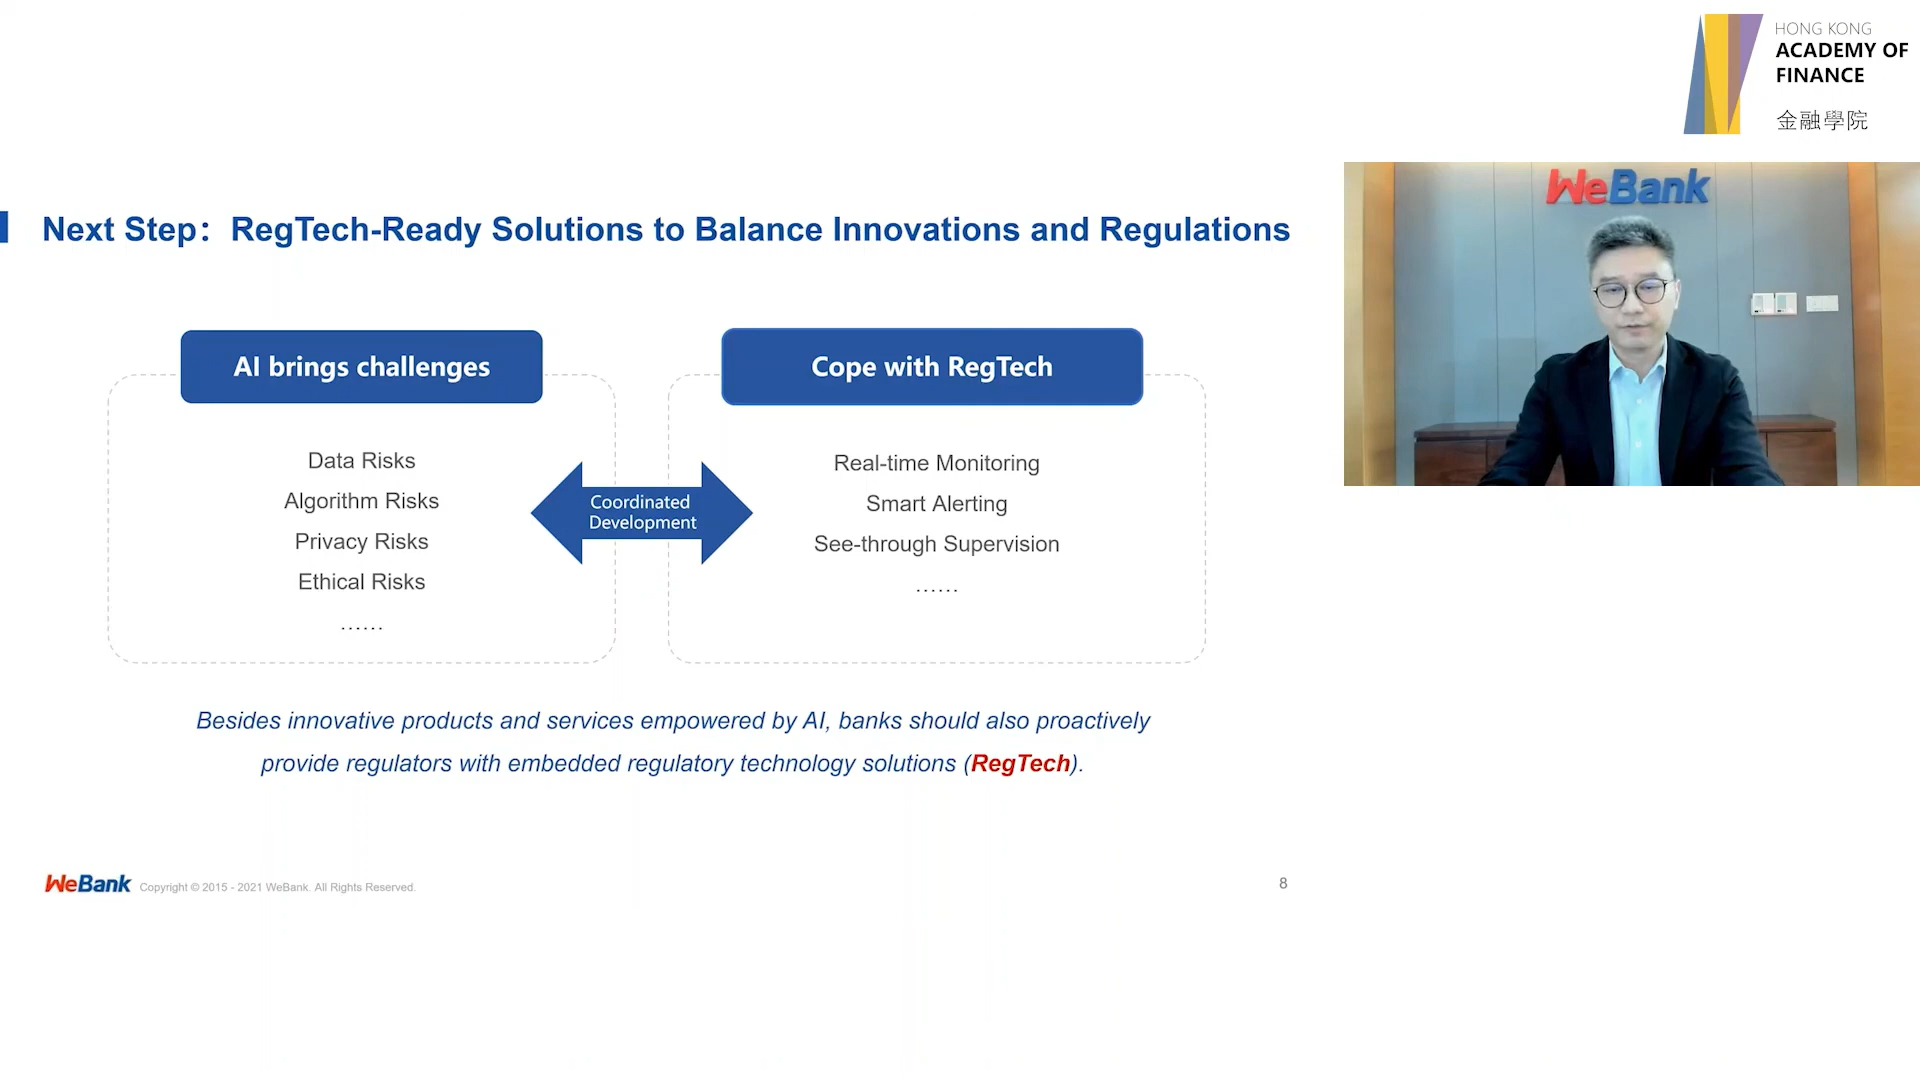 HONG KONG
ACADEMY OF
FINANCE
金融學院
WeBank
Next Step：RegTech-Ready Solutions to Balance Innovations and Regulations
AI brings challenges
Data Risks
Algorithm Risks
Privacy Risks
Ethical Risks
......
Coordinated
Development
Cope with RegTech
Real-time Monitoring
Smart Alerting
See-through Supervision
......
Besides innovative products and services empowered by AI, banks should also proactively
provide regulators with embedded regulatory technology solutions (RegTech).
WeBank Copyright © 2015 - 2021 WeBank. All Rights Reserved.
8